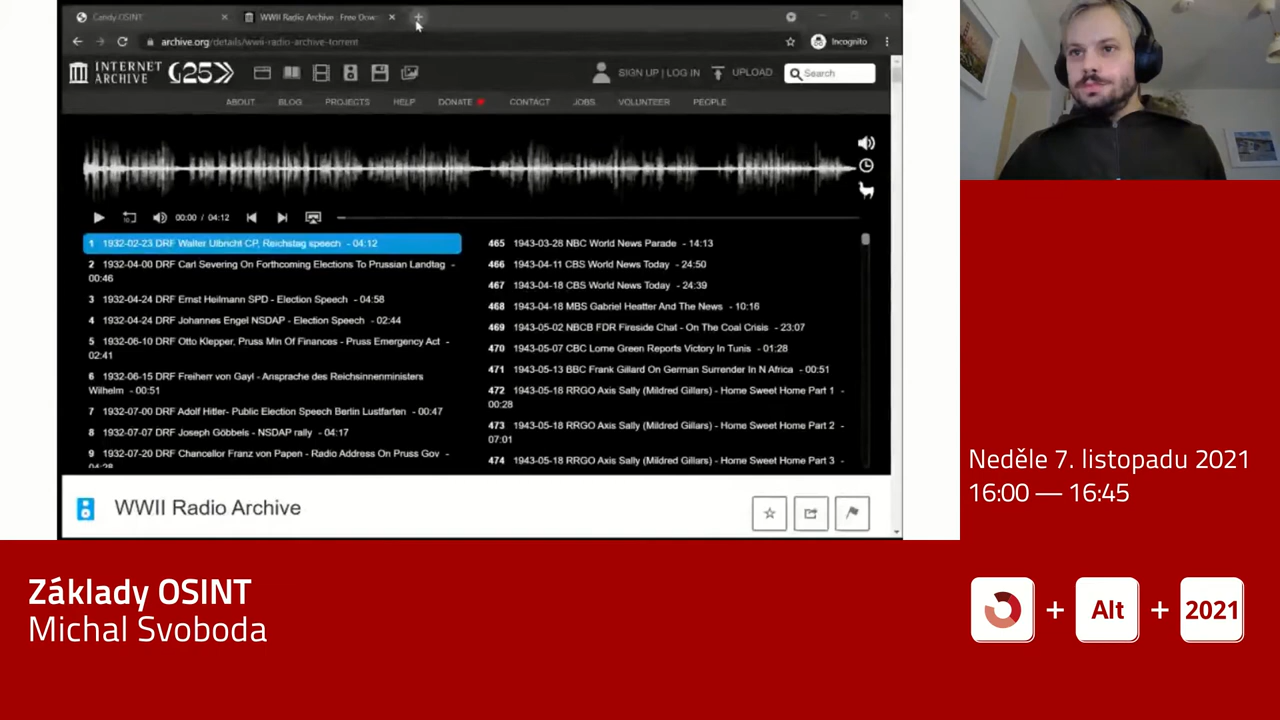 Candy OSINT
WWII Radio Archive : Free Dow
archive.org/details/wwii-radio-archive-torrent
Incognito
INTERNET ARCHIVE
25
SIGN UP | LOG IN
UPLOAD
Search
ABOUT BLOG PROJECTS HELP DONATE CONTACT JOBS VOLUNTEER PEOPLE
00:00 / 04:12
1 1932-02-23 DRF Walter Ulbricht CP, Reichstag speech - 04:12
2 1932-04-00 DRF Carl Severing On Forthcoming Elections To Prussian Landtag -
00:46
3 1932-04-24 DRF Ernst Heilmann SPD - Election Speech - 04:58
4 1932-04-24 DRF Johannes Engel NSDAP - Election Speech - 02:44
5 1932-06-10 DRF Otto Klepper, Pruss Min Of Finances - Pruss Emergency Act -
02:41
6 1932-06-15 DRF Freiherr von Gayl - Ansprache des Reichsinnenministers
Wilhelm - 00:51
7 1932-07-00 DRF Adolf Hitler- Public Election Speech Berlin Lustfarten - 00:47
8 1932-07-07 DRF Joseph Göbbels - NSDAP rally - 04:17
9 1932-07-20 DRF Chancellor Franz von Papen - Radio Address On Pruss Gov -
04:28
465 1943-03-28 NBC World News Parade - 14:13
466 1943-04-11 CBS World News Today - 24:50
467 1943-04-18 CBS World News Today - 24:39
468 1943-04-18 MBS Gabriel Heatter And The News - 10:16
469 1943-05-02 NBCB FDR Fireside Chat - On The Coal Crisis - 23:07
470 1943-05-07 CBC Lorne Green Reports Victory In Tunis - 01:28
471 1943-05-13 BBC Frank Gillard On German Surrender In N Africa - 00:51
472 1943-05-18 RRGO Axis Sally (Mildred Gillars) - Home Sweet Home Part 1 -
00:28
473 1943-05-18 RRGO Axis Sally (Mildred Gillars) - Home Sweet Home Part 2 -
07:01
474 1943-05-18 RRGO Axis Sally (Mildred Gillars) - Home Sweet Home Part 3 -
WWII Radio Archive
Neděle 7. listopadu 2021
16:00 — 16:45
Základy OSINT
Michal Svoboda
+ Alt + 2021